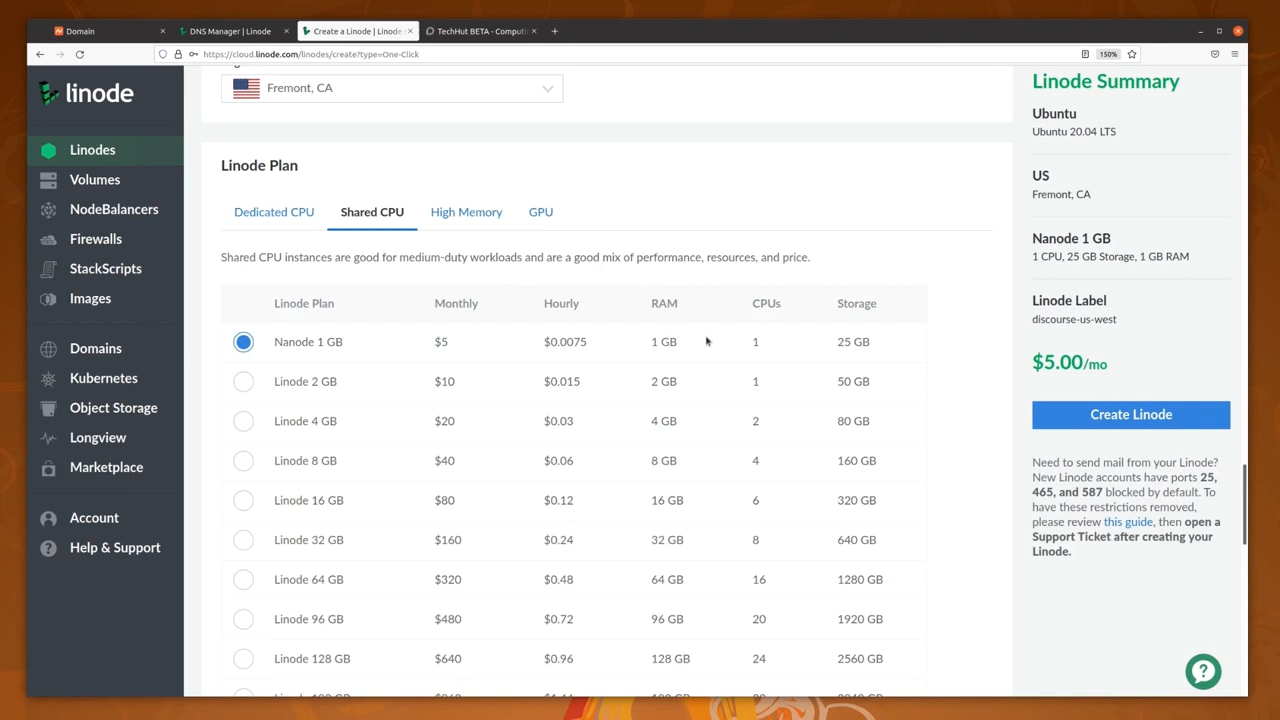 Domain
DNS Manager | Linode
Create a Linode | Linode
TechHut BETA - Computi
https://cloud.linode.com/linodes/create?type=One-Click
150%
linode
Linodes
Volumes
NodeBalancers
Firewalls
StackScripts
Images
Domains
Kubernetes
Object Storage
Longview
Marketplace
Account
Help & Support
Fremont, CA
Linode Plan
Dedicated CPU
Shared CPU
High Memory
GPU
Shared CPU instances are good for medium-duty workloads and are a good mix of performance, resources, and price.
Linode Plan Monthly Hourly RAM CPUs Storage
Nanode 1 GB $5 $0.0075 1 GB 1 25 GB
Linode 2 GB $10 $0.015 2 GB 1 50 GB
Linode 4 GB $20 $0.03 4 GB 2 80 GB
Linode 8 GB $40 $0.06 8 GB 4 160 GB
Linode 16 GB $80 $0.12 16 GB 6 320 GB
Linode 32 GB $160 $0.24 32 GB 8 640 GB
Linode 64 GB $320 $0.48 64 GB 16 1280 GB
Linode 96 GB $480 $0.72 96 GB 20 1920 GB
Linode 128 GB $640 $0.96 128 GB 24 2560 GB
Linode Summary
Ubuntu
Ubuntu 20.04 LTS
US
Fremont, CA
Nanode 1 GB
1 CPU, 25 GB Storage, 1 GB RAM
Linode Label
discourse-us-west
$5.00/mo
Create Linode
Need to send mail from your Linode?
New Linode accounts have ports 25,
465, and 587 blocked by default. To
have these restrictions removed,
please review this guide, then open a
Support Ticket after creating your
Linode.